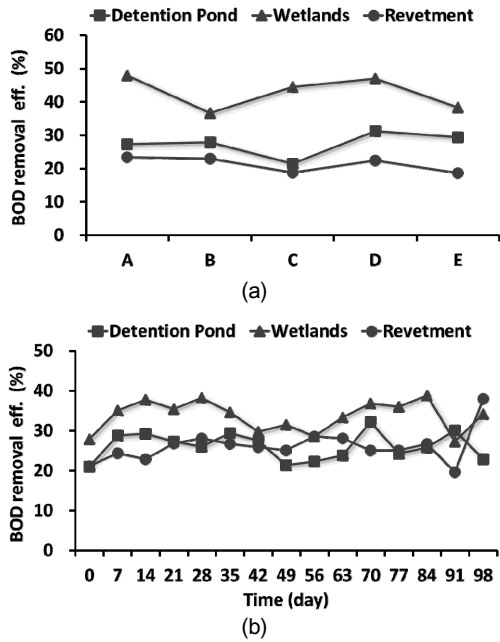 Detention Pond Wetlands Revetment
BOD removal eff. (%)
60
50
40
30
20
10
0
A B C D E
(a)
Detention Pond Wetlands Revetment
BOD removal eff. (%)
50
40
30
20
10
0
0 7 14 21 28 35 42 49 56 63 70 77 84 91 98
Time (day)
(b)